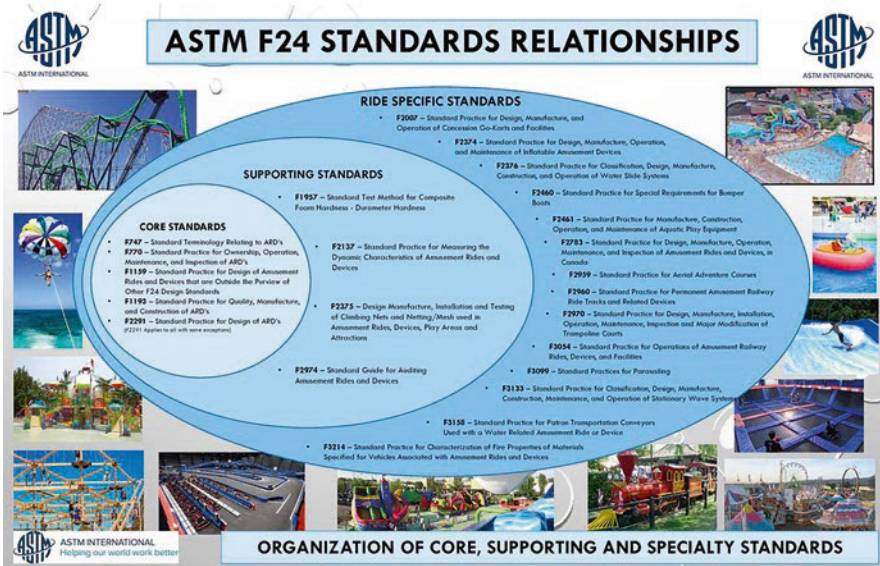 ASTM INTERNATIONAL
ASTM F24 STANDARDS RELATIONSHIPS
ASTM INTERNATIONAL
RIDE SPECIFIC STANDARDS
• F2007 – Standard Practice for Design, Manufacture, and
Operation of Concession Go-Karts and Facilities
• F2374 – Standard Practice for Design, Manufacture, Operation,
and Maintenance of Inflatable Amusement Devices
• F2376 – Standard Practice for Classification, Design, Manufacture,
Construction, and Operation of Water Slide Systems
• F2460 – Standard Practice for Special Requirements for Bumper
Boats
• F2461 – Standard Practice for Manufacture, Construction,
Operation, and Maintenance of Aquatic Play Equipment
• F2783 – Standard Practice for Design, Manufacture, Operation,
Maintenance, and Inspection of Amusement Rides and Devices, in
Canada
• F2959 – Standard Practice for Aerial Adventure Courses
• F2960 – Standard Practice for Permanent Amusement Railway
Ride Tracks and Related Devices
• F2970 – Standard Practice for Design, Manufacture, Installation,
Operation, Maintenance, Inspection and Major Modification of
Trampoline Courts
• F3054 – Standard Practice for Operations of Amusement Railway
Rides, Devices, and Facilities
• F3099 – Standard Practices for Parasailing
• F3133 – Standard Practice for Classification, Design, Manufacture,
Construction, Maintenance, and Operation of Stationary Wave Systems
• F3158 – Standard Practice for Patron Transportation Conveyors
Used with a Water Related Amusement Ride or Device
• F3214 – Standard Practice for Characterization of Fire Properties of Materials
Specified for Vehicles Associated with Amusement Rides and Devices
SUPPORTING STANDARDS
• F1957 – Standard Test Method for Composite
Foam Hardness - Durometer Hardness
• F2137 – Standard Practice for Measuring the
Dynamic Characteristics of Amusement Rides and
Devices
• F2375 – Design Manufacture, Installation and Testing
of Climbing Nets and Netting/Mesh used in
Amusement Rides, Devices, Play Areas and
Attractions
• F2974 – Standard Guide for Auditing
Amusement Rides and Devices
CORE STANDARDS
• F747 – Standard Terminology Relating to ARD's
• F770 – Standard Practice for Ownership, Operation,
Maintenance, and Inspection of ARD's
• F1159 – Standard Practice for Design of Amusement
Rides and Devices that are Outside the Purview of
Other F24 Design Standards
• F1193 – Standard Practice for Quality, Manufacture,
and Construction of ARD's
• F2291 – Standard Practice for Design of ARD's
(F2291 Applies to all with some exceptions)
ASTM INTERNATIONAL
Helping our world work better
ORGANIZATION OF CORE, SUPPORTING AND SPECIALTY STANDARDS